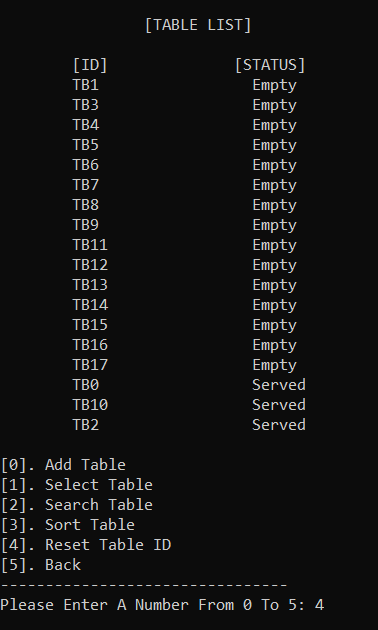 [TABLE LIST]
[ID] [STATUS]
TB1 Empty
TB3 Empty
TB4 Empty
TB5 Empty
TB6 Empty
TB7 Empty
TB8 Empty
TB9 Empty
TB11 Empty
TB12 Empty
TB13 Empty
TB14 Empty
TB15 Empty
TB16 Empty
TB17 Empty
TB0 Served
TB10 Served
TB2 Served
[0]. Add Table
[1]. Select Table
[2]. Search Table
[3]. Sort Table
[4]. Reset Table ID
[5]. Back
--------------------------------
Please Enter A Number From 0 To 5: 4